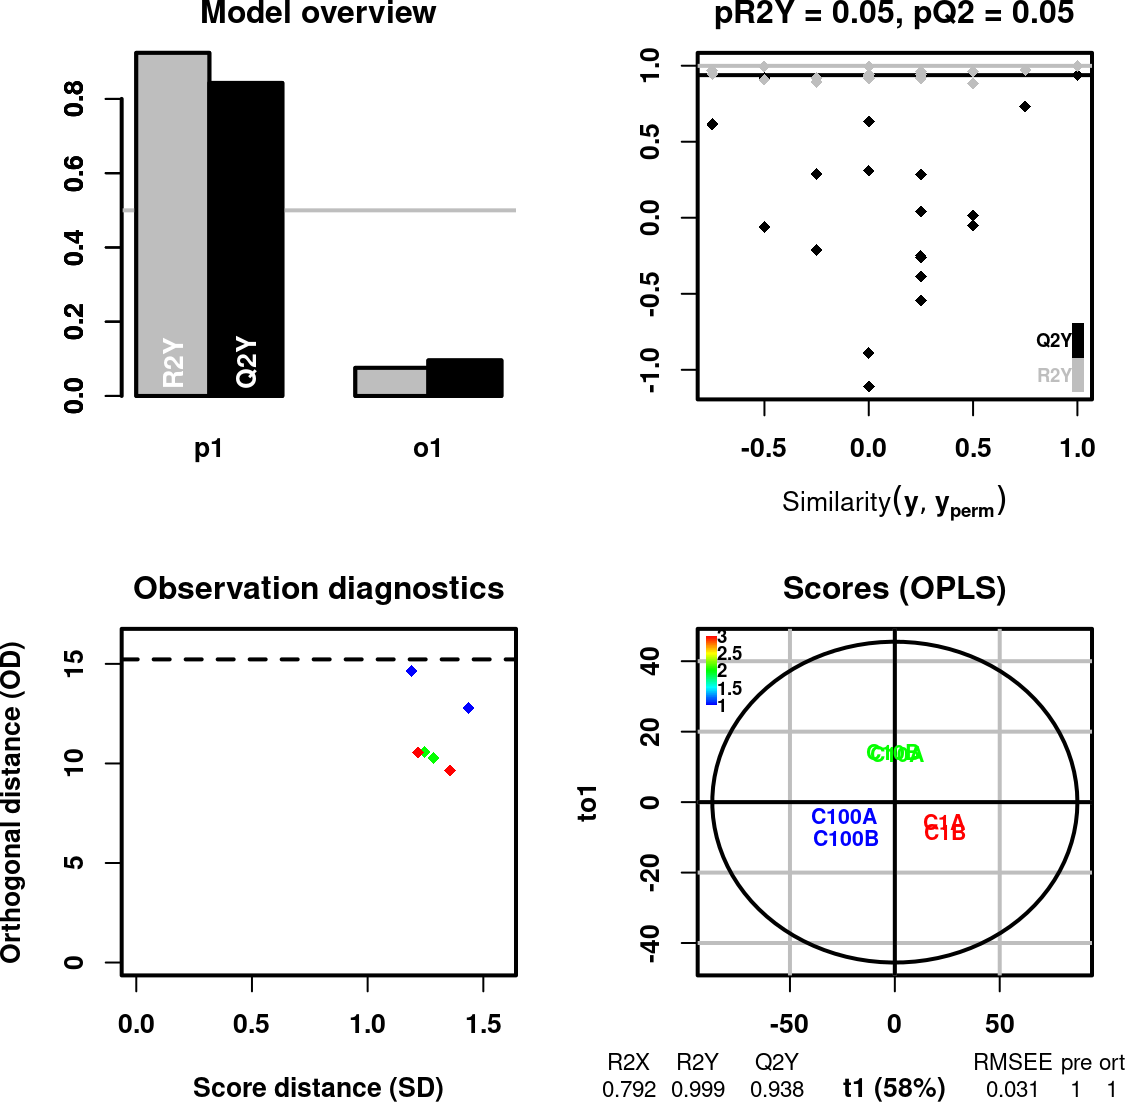 Model overview
0.0 0.2 0.4 0.6 0.8
R2Y
Q2Y
p1 o1
pR2Y = 0.05, pQ2 = 0.05
-1.0 -0.5 0.0 0.5 1.0
Q2Y
R2Y
-0.5 0.0 0.5 1.0
Similarity(y, yperm)
Observation diagnostics
Orthogonal distance (OD)
0 5 10 15
0.0 0.5 1.0 1.5
Score distance (SD)
Scores (OPLS)
to1
-40 -20 0 20 40
3
2.5
2
1.5
1
C10B
C10A
C100A
C1A
C100B
C1B
-50 0 50
R2X R2Y Q2Y RMSEE pre ort
0.792 0.999 0.938 t1 (58%) 0.031 1 1